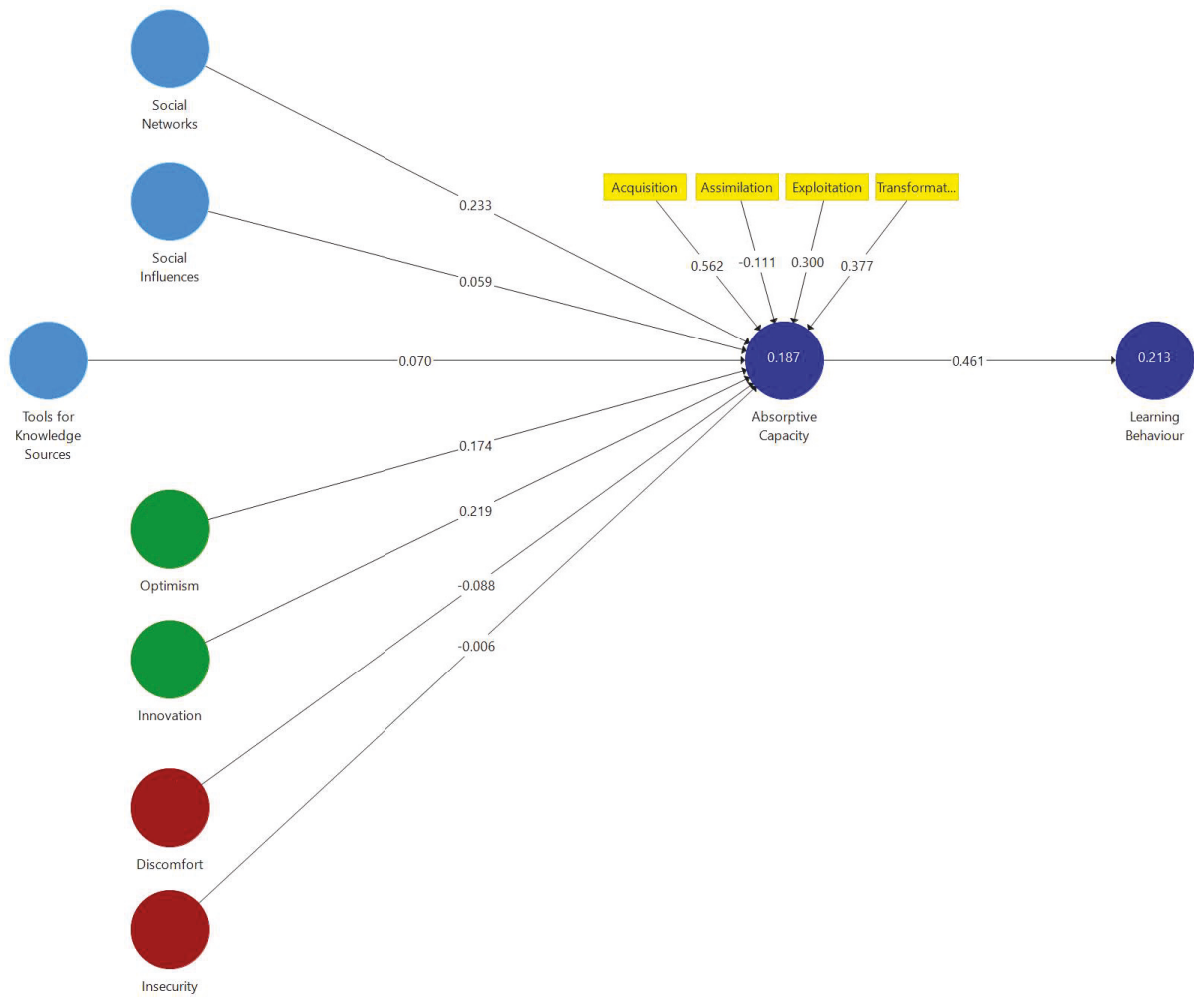 Social
Networks
0.233
Social
Influences
0.059
Acquisition
Assimilation
Exploitation
Transformat...
0.562
-0.111
0.300
0.377
Tools for
Knowledge
Sources
0.070
0.187
Absorptive
Capacity
0.461
0.213
Learning
Behaviour
0.174
Optimism
0.219
Innovation
-0.088
Discomfort
-0.006
Insecurity